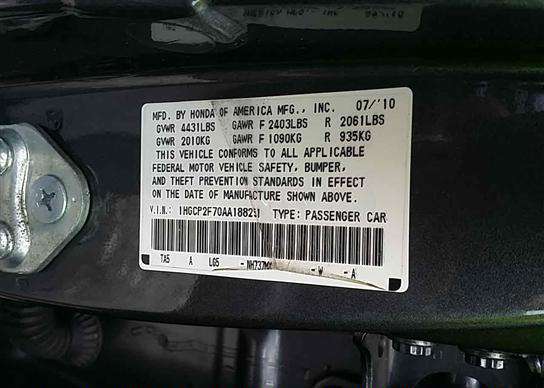 MFD. BY HONDA OF AMERICA MFG., INC. 07/'10
GVWR 4431LBS GAWR F 2403LBS R 2061LBS
GVWR 2010KG GAWR F 1090KG R 935KG
THIS VEHICLE CONFORMS TO ALL APPLICABLE
FEDERAL MOTOR VEHICLE SAFETY, BUMPER,
AND THEFT PREVENTION STANDARDS IN EFFECT
ON THE DATE OF MANUFACTURE SHOWN ABOVE.
V.I.N.: TYPE: PASSENGER CAR
TA5 A LG5 - - W - A